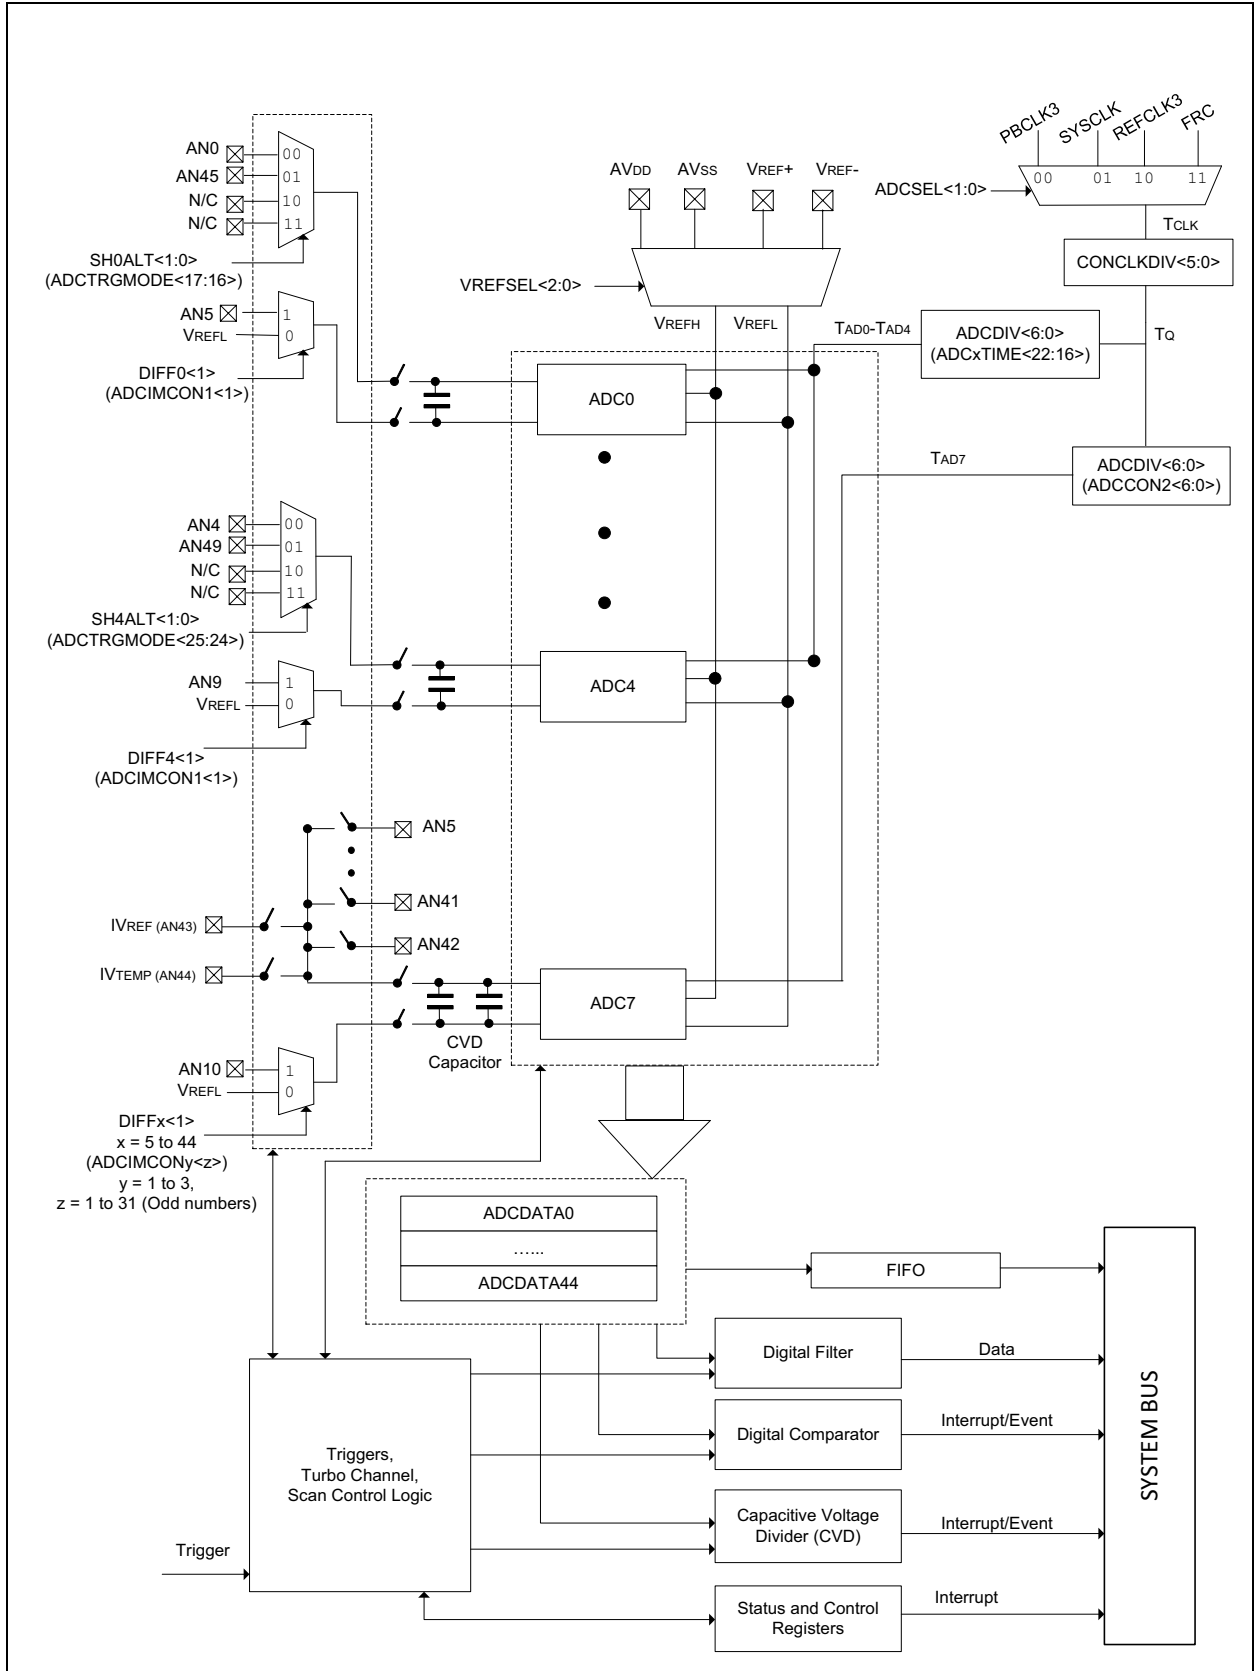 PBCLK3
SYSCLK
REFCLK3
FRC
ADCSEL<1:0>
00
01
10
11
TCLK
CONCLKDIV<5:0>
TQ
AN0
00
AN45
01
N/C
10
N/C
11
SH0ALT<1:0>
(ADCTRGMODE<17:16>)
AN5
1
VREFL
0
DIFF0<1>
(ADCIMCON1<1>)
AVDD
AVSS
VREF+
VREF-
VREFSEL<2:0>
VREFH
VREFL
TAD0-TAD4
ADCDIV<6:0>
(ADCxTIME<22:16>)
ADC0
TAD7
ADCDIV<6:0>
(ADCCON2<6:0>)
AN4
00
AN49
01
N/C
10
N/C
11
SH4ALT<1:0>
(ADCTRGMODE<25:24>)
AN9
1
VREFL
0
ADC4
DIFF4<1>
(ADCIMCON1<1>)
AN5
AN41
IVREF (AN43)
AN42
IVTEMP (AN44)
ADC7
CVD
Capacitor
AN10
1
VREFL
0
DIFFx<1>
x = 5 to 44
(ADCIMCONy<z>)
y = 1 to 3,
z = 1 to 31 (Odd numbers)
ADCDATA0
…...
ADCDATA44
FIFO
Digital Filter
Data
Digital Comparator
Interrupt/Event
Triggers,
Turbo Channel,
Scan Control Logic
Capacitive Voltage
Divider (CVD)
Interrupt/Event
Trigger
Status and Control
Registers
Interrupt
SYSTEM BUS